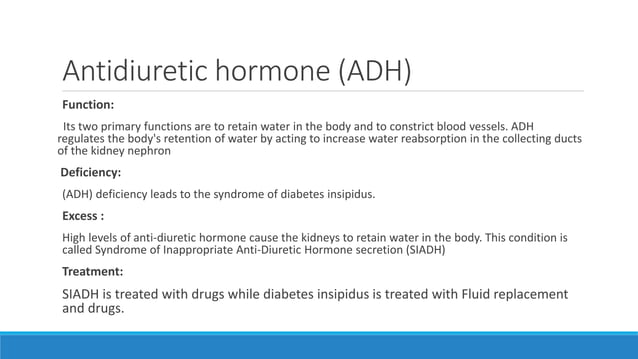 Antidiuretic hormone (ADH)
Function:
Its two primary functions are to retain water in the body and to constrict blood vessels. ADH
regulates the body's retention of water by acting to increase water reabsorption in the collecting ducts
of the kidney nephron
Deficiency:
(ADH) deficiency leads to the syndrome of diabetes insipidus.
Excess :
High levels of anti-diuretic hormone cause the kidneys to retain water in the body. This condition is
called Syndrome of Inappropriate Anti-Diuretic Hormone secretion (SIADH)
Treatment:
SIADH is treated with drugs while diabetes insipidus is treated with Fluid replacement
and drugs.